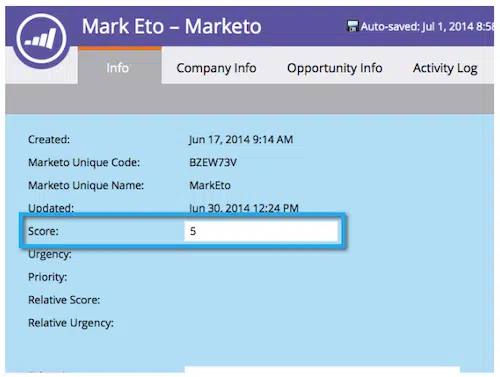 Mark Eto – Marketo
Auto-saved: Jul 1, 2014 8:58
Info Company Info Opportunity Info Activity Log
Created: Jun 17, 2014 9:14 AM
Marketo Unique Code: BZEW73V
Marketo Unique Name: MarkEto
Updated: Jun 30, 2014 12:24 PM
Score: 5
Urgency:
Priority:
Relative Score:
Relative Urgency: